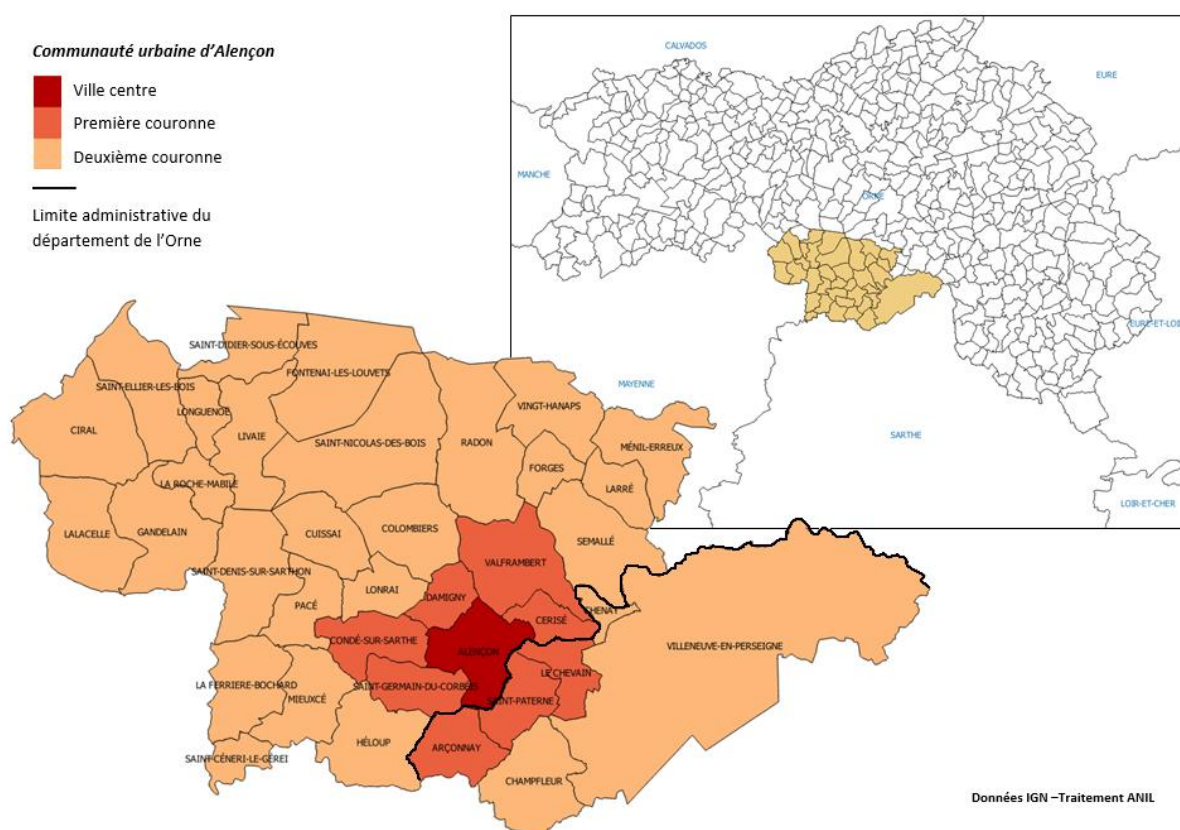 Communauté urbaine d'Alençon
Ville centre
Première couronne
Deuxième couronne
Limite administrative du
département de l'Orne
CALVADOS
EURE
MANCHE
ORNE
EURE-ET-LOIR
MAYENNE
SARTHE
LOIR-ET-CHER
SAINT-DIDIER-SOUS-ÉCOUVES
FONTENAI-LES-LOUVETS
SAINT-ELLIER-LES-BOIS
LONGUENOE
CIRAL
LIVAIE
SAINT-NICOLAS-DES-BOIS
RADON
VINGT-HANAPS
MÉNIL-ERREUX
FORGES
LARRÉ
LA ROCHE-MABILE
LALACELLE
GANDELAIN
CUISSAI
COLOMBIERS
SEMALLÉ
VALFRAMBERT
SAINT-DENIS-SUR-SARTHON
LONRAI
DAMIGNY
PACÉ
CERISÉ
CHENAY
CONDÉ-SUR-SARTHE
ALENÇON
VILLENEUVE-EN-PERSEIGNE
LE CHEVAIN
LA FERRIERE-BOCHARD
SAINT-GERMAIN-DU-CORBÉIS
MIEUXCÉ
SAINT-PATERNE
HÉLOUP
ARÇONNAY
SAINT-CÉNERI-LE-GÉREI
CHAMPFLEUR
Données IGN –Traitement ANIL